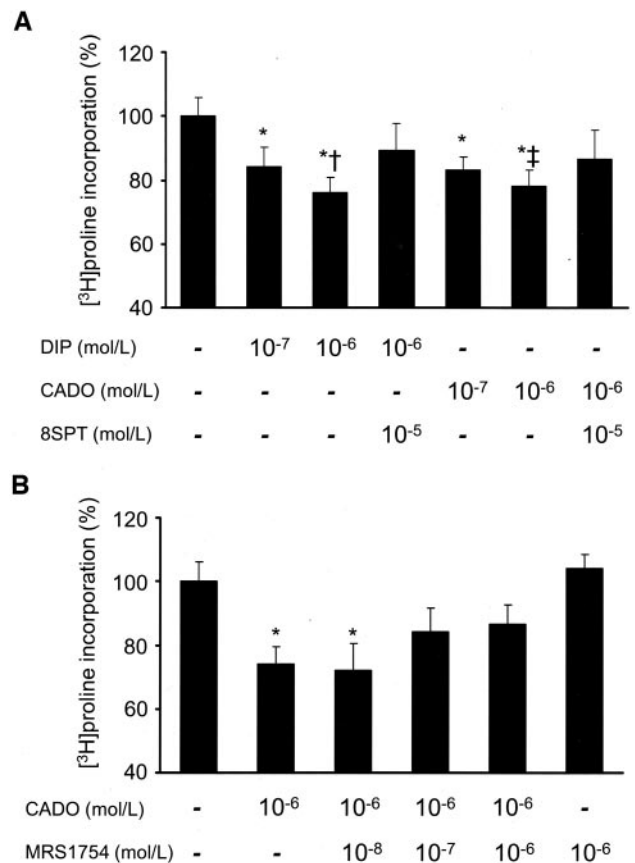 A
[³H]proline incorporation (%)
120
100
80
60
40
* *† * *‡
DIP (mol/L) - 10⁻⁷ 10⁻⁶ 10⁻⁶ - - -
CADO (mol/L) - - - - 10⁻⁷ 10⁻⁶ 10⁻⁶
8SPT (mol/L) - - - 10⁻⁵ - - 10⁻⁵
B
[³H]proline incorporation (%)
120
100
80
60
40
* *
CADO (mol/L) - 10⁻⁶ 10⁻⁶ 10⁻⁶ 10⁻⁶ -
MRS1754 (mol/L) - - 10⁻⁸ 10⁻⁷ 10⁻⁶ 10⁻⁶